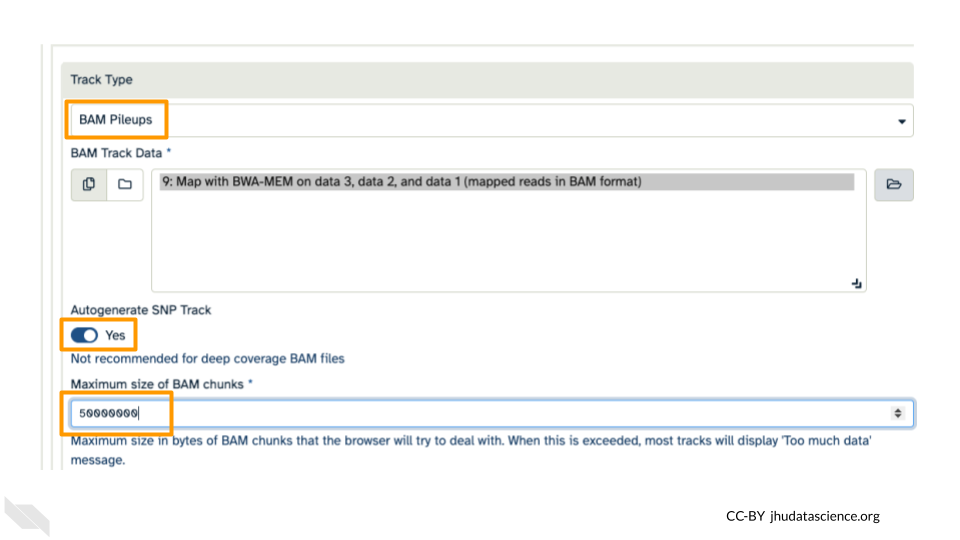 Track Type
BAM Pileups
BAM Track Data *
9: Map with BWA-MEM on data 3, data 2, and data 1 (mapped reads in BAM format)
Autogenerate SNP Track
Yes
Not recommended for deep coverage BAM files
Maximum size of BAM chunks *
50000000
Maximum size in bytes of BAM chunks that the browser will try to deal with. When this is exceeded, most tracks will display 'Too much data'
message.
CC-BY jhudatascience.org